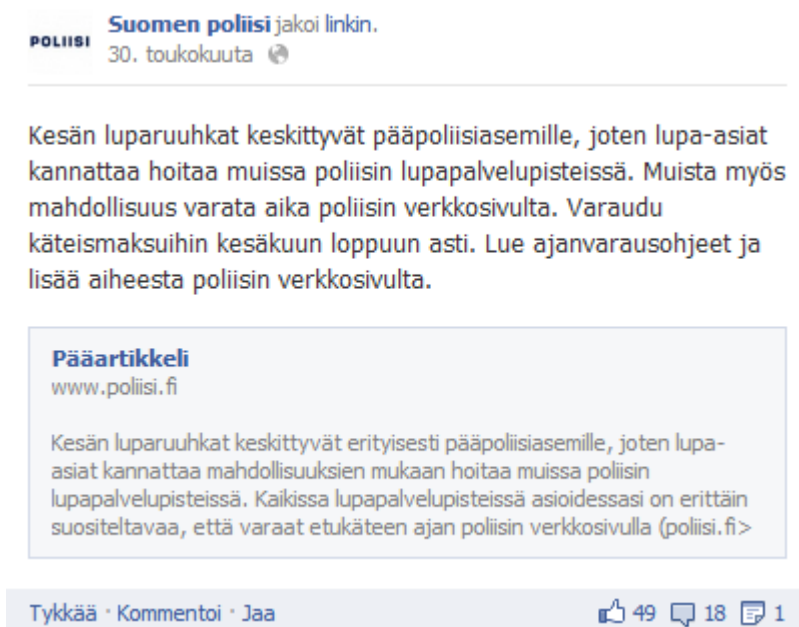 POLIISI
Suomen poliisi jakoi linkin.
30. toukokuuta
Kesän luparuuhkat keskittyvät pääpoliisiasemille, joten lupa-asiat
kannattaa hoitaa muissa poliisin lupapalvelupisteissä. Muista myös
mahdollisuus varata aika poliisin verkkosivulta. Varaudu
käteismaksuihin kesäkuun loppuun asti. Lue ajanvarausohjeet ja
lisää aiheesta poliisin verkkosivulta.
Pääartikkeli
www.poliisi.fi
Kesän luparuuhkat keskittyvät erityisesti pääpoliisiasemille, joten lupa-
asiat kannattaa mahdollisuuksien mukaan hoitaa muissa poliisin
lupapalvelupisteissä. Kaikissa lupapalvelupisteissä asioidessasi on erittäin
suositeltavaa, että varaat etukäteen ajan poliisin verkkosivulla (poliisi.fi>
Tykkää · Kommentoi · Jaa 49 18 1